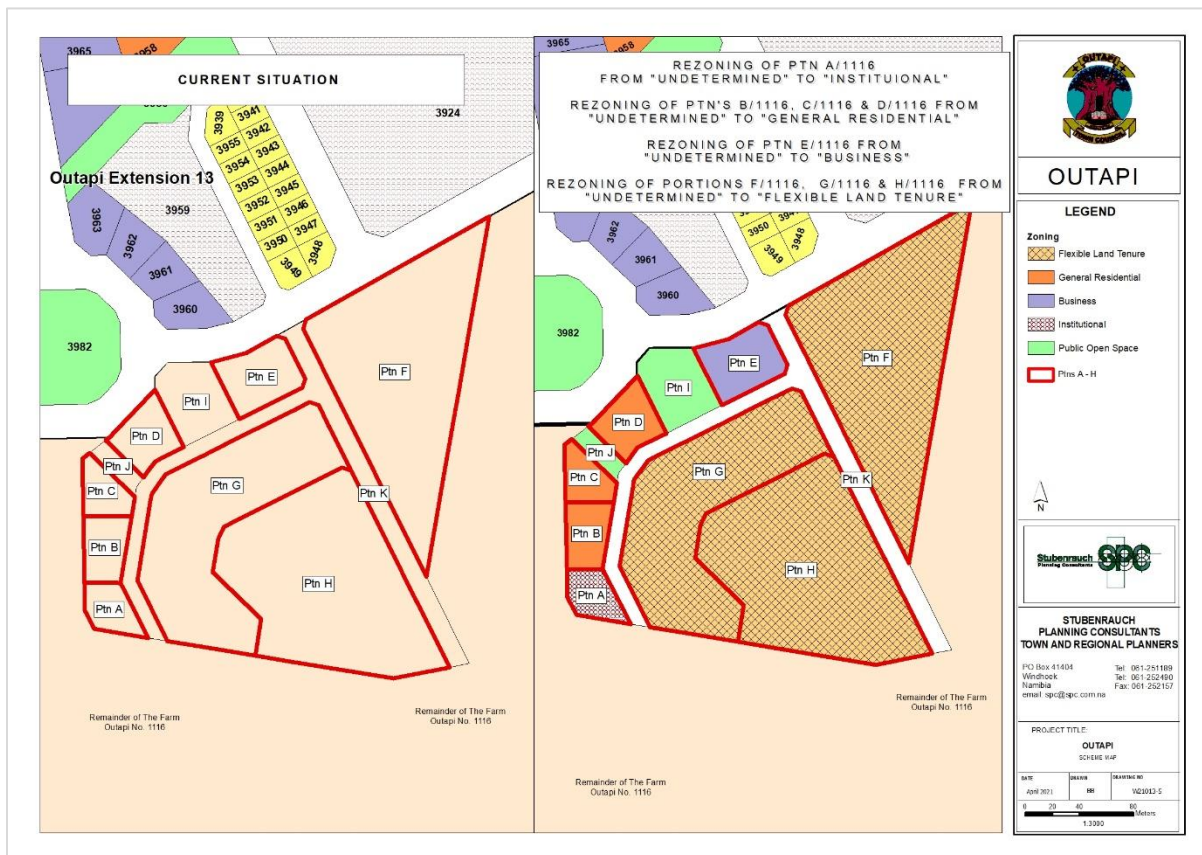 3965
3958
CURRENT SITUATION
3924
3939
3941
3942
3943
3944
3945
3946
3947
3948
3955
3954
3953
3952
3951
3950
3949
Outapi Extension 13
3959
3963
3962
3961
3960
3982
Ptn E
Ptn F
Ptn I
Ptn D
Ptn J
Ptn C
Ptn G
Ptn K
Ptn B
Ptn H
Ptn A
Remainder of The Farm
Outapi No. 1116
Remainder of The Farm
Outapi No. 1116
3965
3958
REZONING OF PTN A/1116
FROM "UNDETERMINED" TO "INSTITUIONAL"
REZONING OF PTN'S B/1116, C/1116 & D/1116 FROM
"UNDETERMINED" TO "GENERAL RESIDENTIAL"
REZONING OF PTN E/1116 FROM
"UNDETERMINED" TO "BUSINESS"
REZONING OF PORTIONS F/1116, G/1116 & H/1116 FROM
"UNDETERMINED" TO "FLEXIBLE LAND TENURE"
3962
3961
3960
3950
3948
3949
3982
Ptn E
Ptn F
Ptn I
Ptn D
Ptn J
Ptn C
Ptn G
Ptn K
Ptn B
Ptn H
Ptn A
Remainder of The Farm
Outapi No. 1116
Remainder of The Farm
Outapi No. 1116
OUTAPI
OUTAPI
LEGEND
Zoning
Flexible Land Tenure
General Residential
Business
Institutional
Public Open Space
Ptns A - H
N
Stubenrauch
Planning Consultants
SPC
STUBENRAUCH
PLANNING CONSULTANTS
TOWN AND REGIONAL PLANNERS
PO Box 41404
Windhoek
Namibia
email: spc@spc.com.na
Tel: 061-251189
Tel: 061-252490
Fax: 061-252157
PROJECT TITLE:
OUTAPI
SCHEME MAP
DATE
April 2021
DRAWN
BB
DRAWING NO
W21013-S
0 20 40 80
Meters
1:3000